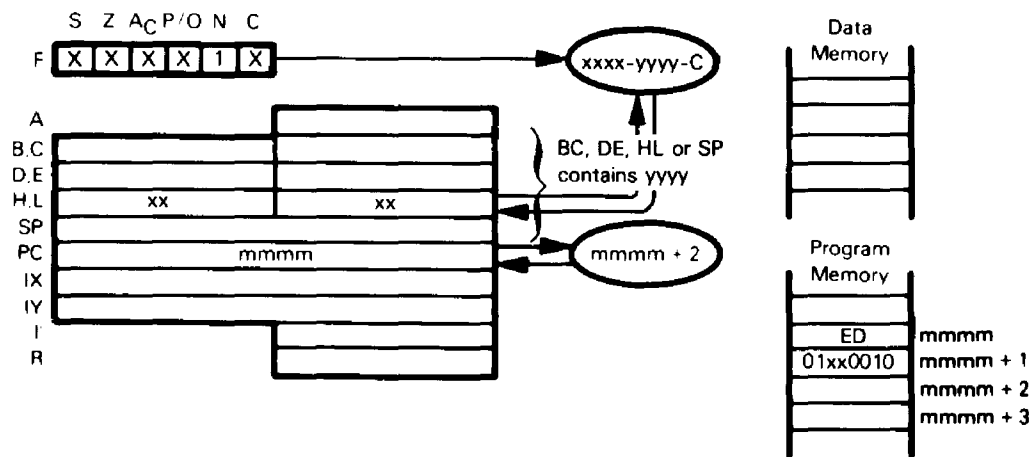 S Z AC P/O N C
F X X X X 1 X
xxxx-yyyy-C
Data
Memory
A
B,C
D,E
H,L xx xx
SP
PC mmmm
IX
IY
I
R
BC, DE, HL or SP
contains yyyy
mmmm + 2
Program
Memory
ED mmmm
01xx0010 mmmm + 1
mmmm + 2
mmmm + 3